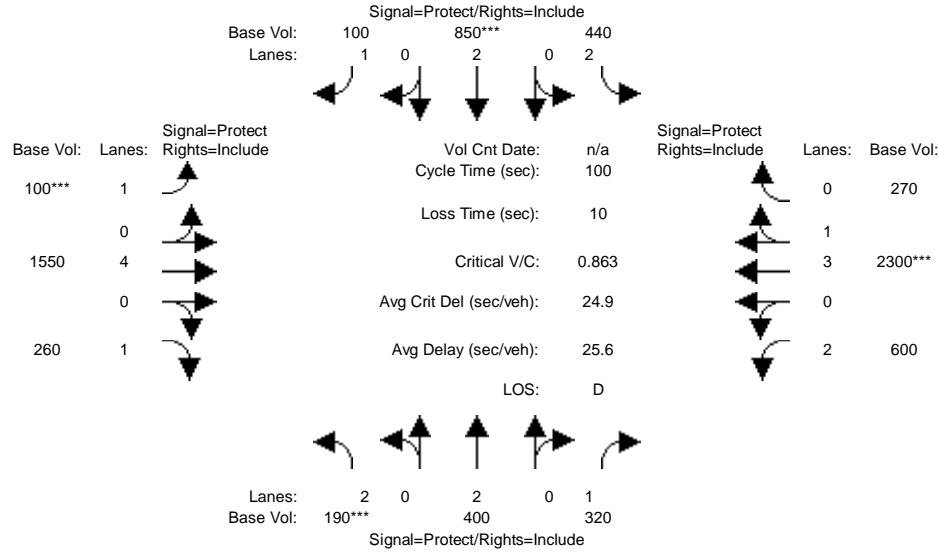 Signal=Protect/Rights=Include
Base Vol: 100 850*** 440
Lanes: 1 0 2 0 2
Signal=Protect
Rights=Include
Base Vol: Lanes:
Vol Cnt Date: n/a
Signal=Protect
Rights=Include
Lanes: Base Vol:
Cycle Time (sec): 100
100*** 1
0 270
Loss Time (sec): 10
0
1
1550 4
Critical V/C: 0.863
3 2300***
0
Avg Crit Del (sec/veh): 24.9
0
260 1
Avg Delay (sec/veh): 25.6
2 600
LOS: D
Lanes: 2 0 2 0 1
Base Vol: 190*** 400 320
Signal=Protect/Rights=Include